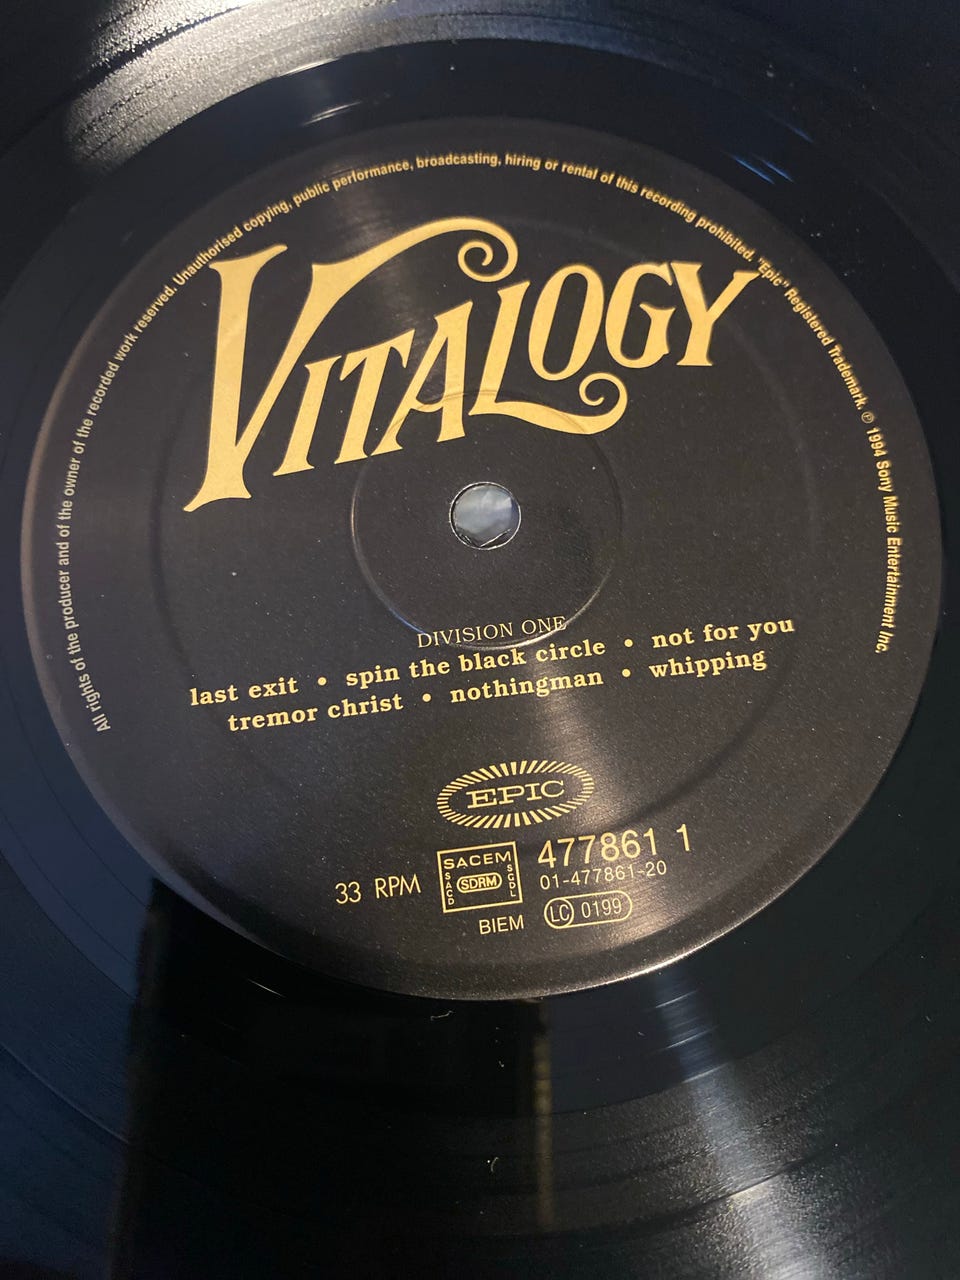 All rights of the producer and of the owner of the recorded work reserved. Unauthorised copying, public performance, broadcasting, hiring or rental of this recording prohibited. "Epic" Registered Trademark. ℗ 1994 Sony Music Entertainment Inc.
VITALOGY
DIVISION ONE
last exit • spin the black circle • not for you
tremor christ • nothingman • whipping
EPIC
33 RPM
SACEM
SACD
SDRM
SGDL
BIEM
477861 1
01-477861-20
LC 0199